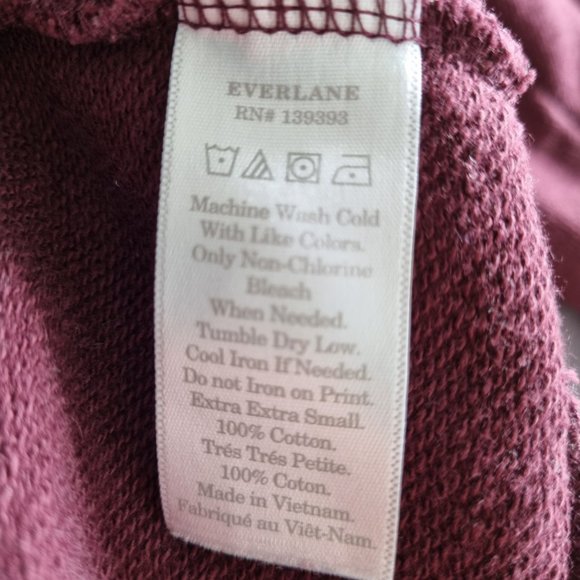 EVERLANE
RN# 139393
Machine Wash Cold
With Like Colors.
Only Non-Chlorine
Bleach
When Needed.
Tumble Dry Low.
Cool Iron If Needed.
Do not Iron on Print.
Extra Extra Small.
100% Cotton.
Trés Trés Petite.
100% Coton.
Made in Vietnam.
Fabriqué au Viêt-Nam.